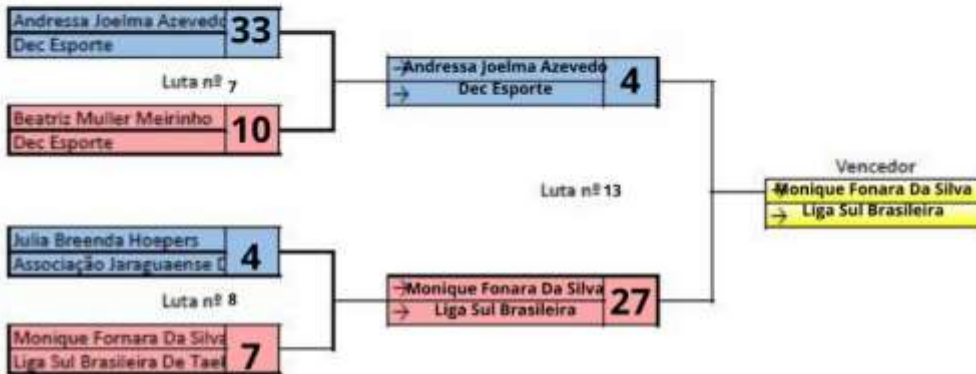 Andressa Joelma Azevedo 33
Dec Esporte
Luta nº 7
Beatriz Muller Meirinho 10
Dec Esporte
Julia Breenda Hoepers 4
Associação Jaraguaense D
Luta nº 8
Monique Fornara Da Silva 7
Liga Sul Brasileira De Tael
→ Andressa Joelma Azevedo 4
→ Dec Esporte
Luta nº 13
→ Monique Fonara Da Silva 27
→ Liga Sul Brasileira
Vencedor
→ Monique Fonara Da Silva
→ Liga Sul Brasileira